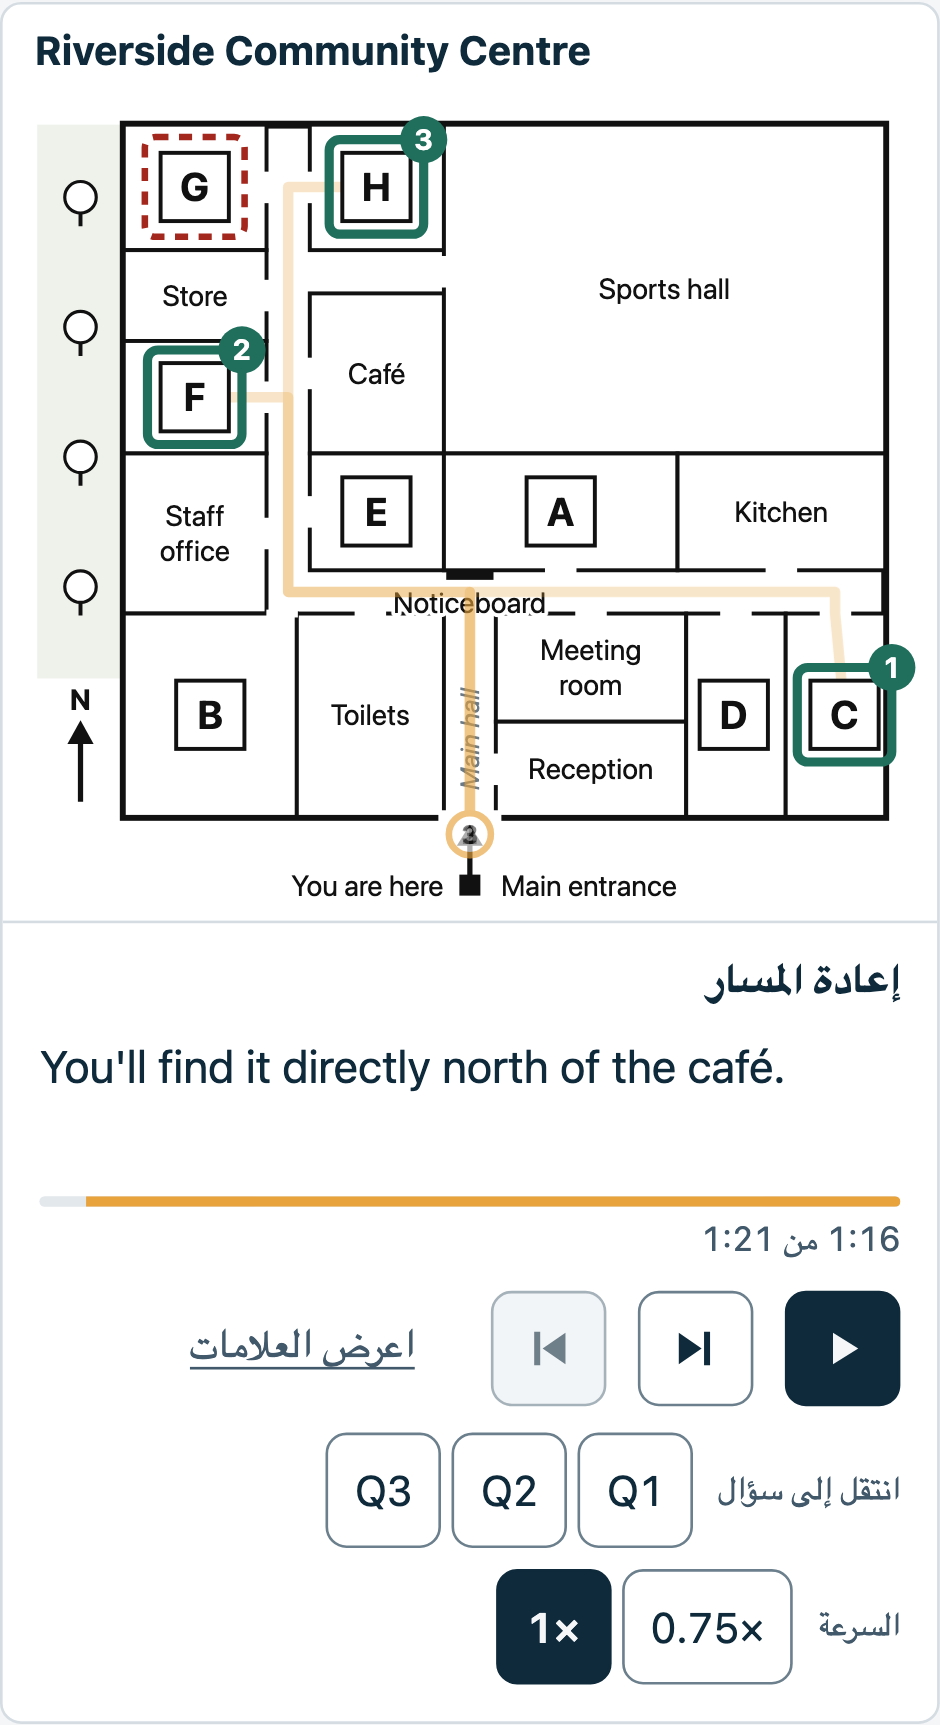 Riverside Community Centre
3
G
H
Store
Sports hall
2
Café
F
E
A
Kitchen
Staff
office
Noticeboard
Meeting
room
1
N
B
Toilets
Main hall
D
C
Reception
3
You are here
Main entrance
إعادة المسار
You'll find it directly north of the café.
1:16 من 1:21
اعرض العلامات
انتقل إلى سؤال
Q1
Q2
Q3
السرعة
0.75×
1×